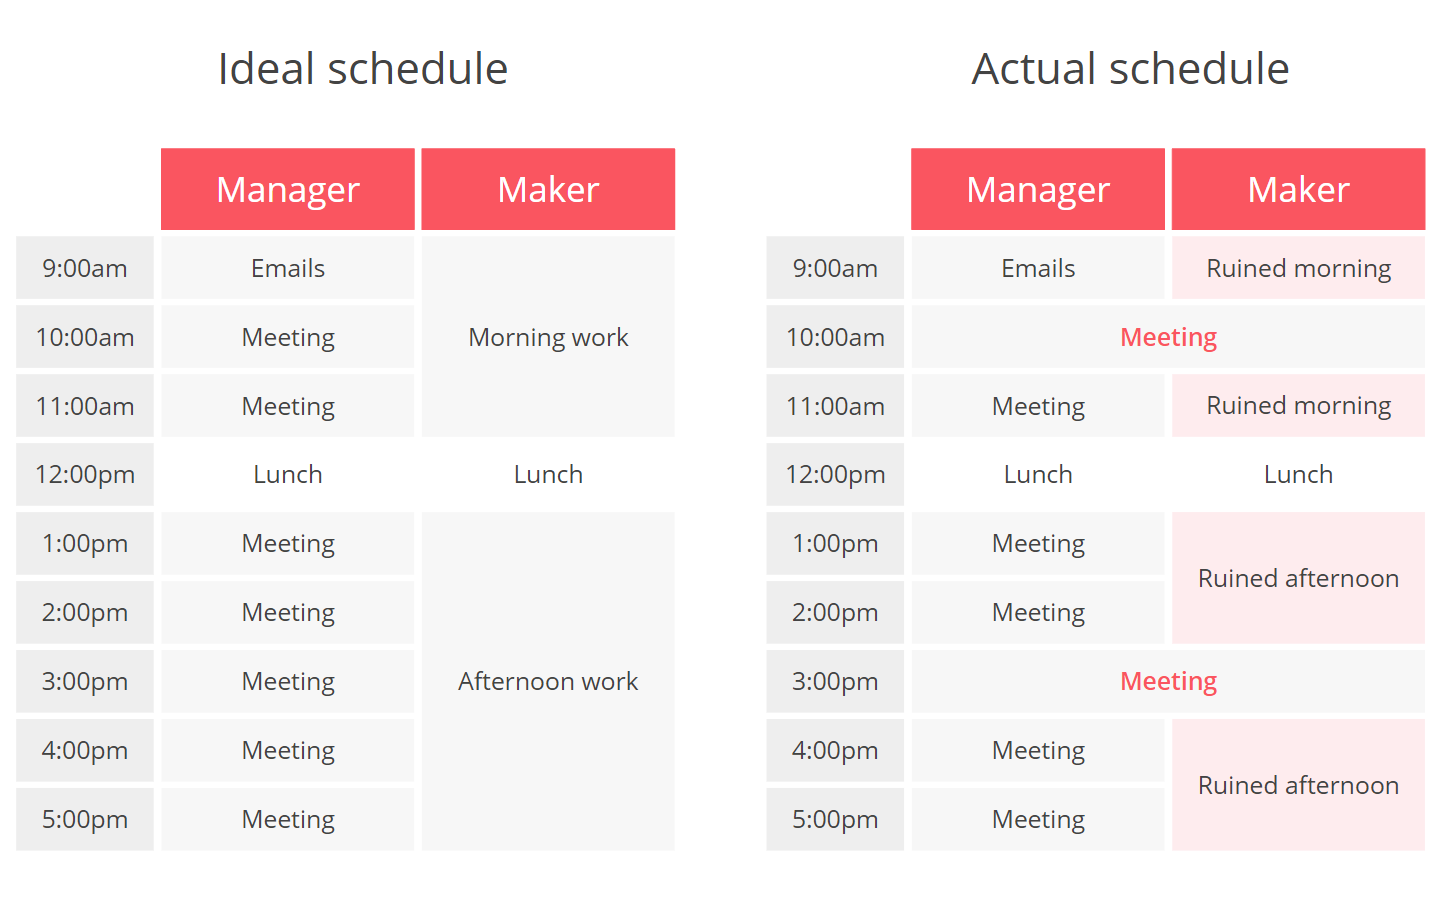 Ideal schedule
Manager Maker
9:00am Emails
10:00am Meeting Morning work
11:00am Meeting
12:00pm Lunch Lunch
1:00pm Meeting
2:00pm Meeting
3:00pm Meeting Afternoon work
4:00pm Meeting
5:00pm Meeting
Actual schedule
Manager Maker
9:00am Emails Ruined morning
10:00am Meeting
11:00am Meeting Ruined morning
12:00pm Lunch Lunch
1:00pm Meeting
Ruined afternoon
2:00pm Meeting
3:00pm Meeting
4:00pm Meeting
Ruined afternoon
5:00pm Meeting